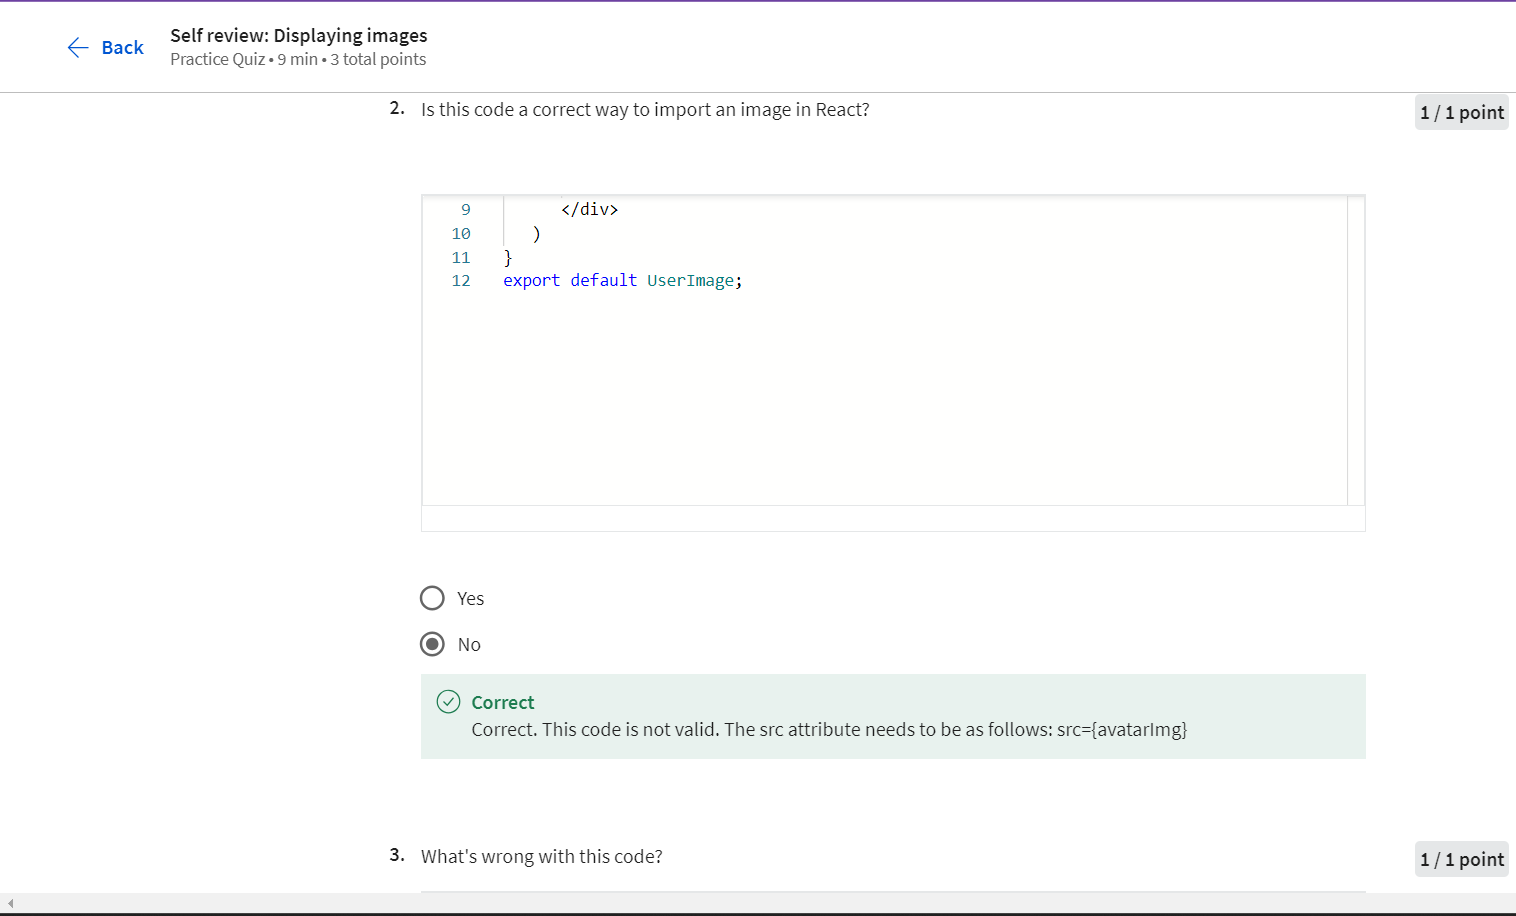 Back
Self review: Displaying images
Practice Quiz • 9 min • 3 total points
2. Is this code a correct way to import an image in React?
1 / 1 point
9 </div>
10 )
11 }
12 export default UserImage;
Yes
No
Correct
Correct. This code is not valid. The src attribute needs to be as follows: src={avatarImg}
3. What's wrong with this code?
1 / 1 point